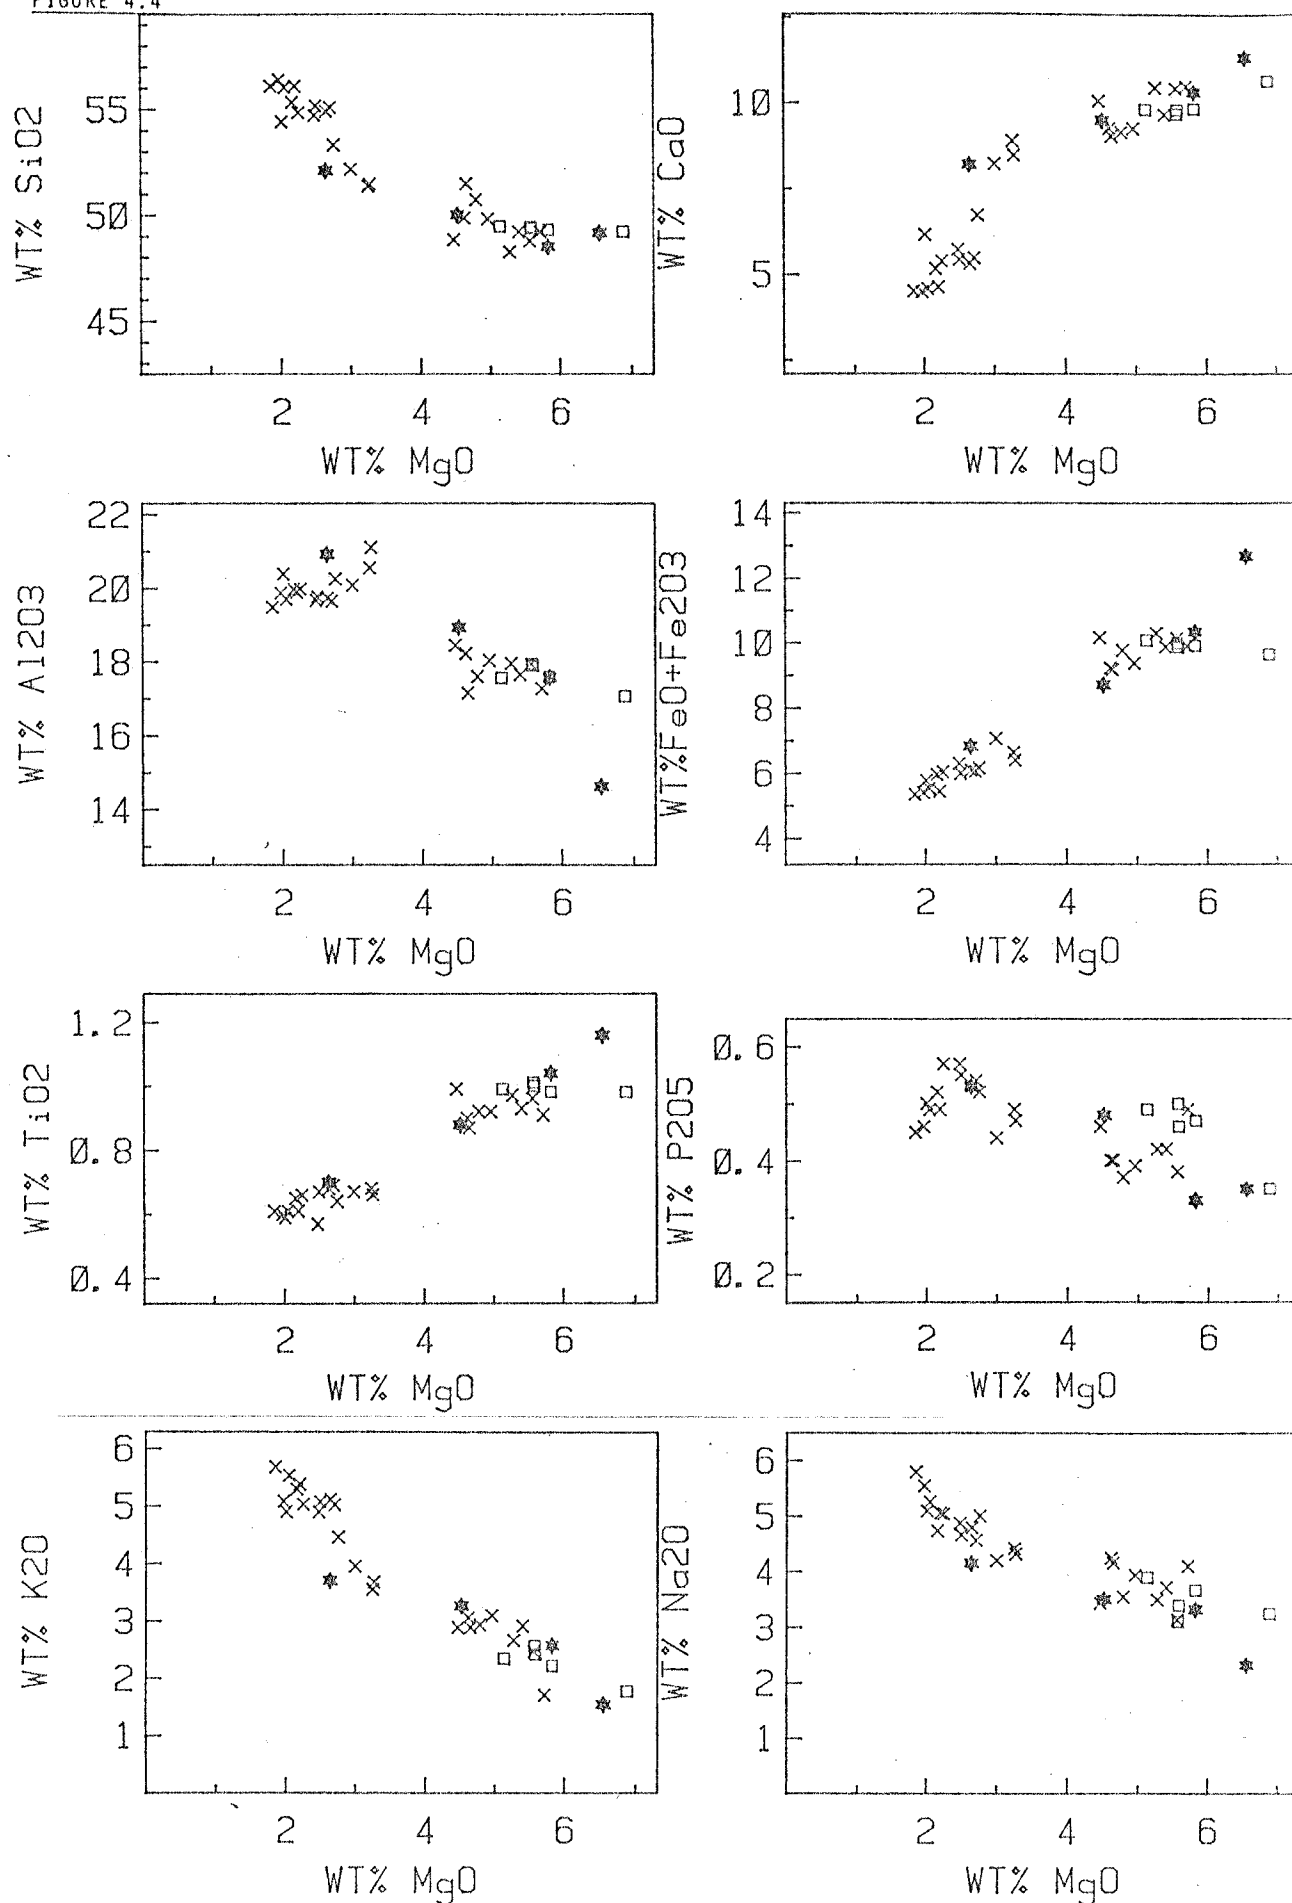 FIGURE 4.4
WT% SiO2
55
50
45
2 4 6
WT% MgO
WT% CaO
10
5
2 4 6
WT% MgO
WT% Al2O3
22
20
18
16
14
2 4 6
WT% MgO
WT%FeO+Fe2O3
14
12
10
8
6
4
2 4 6
WT% MgO
WT% TiO2
1.2
0.8
0.4
2 4 6
WT% MgO
WT% P2O5
0.6
0.4
0.2
2 4 6
WT% MgO
WT% K2O
6
5
4
3
2
1
2 4 6
WT% MgO
WT% Na2O
6
5
4
3
2
1
2 4 6
WT% MgO